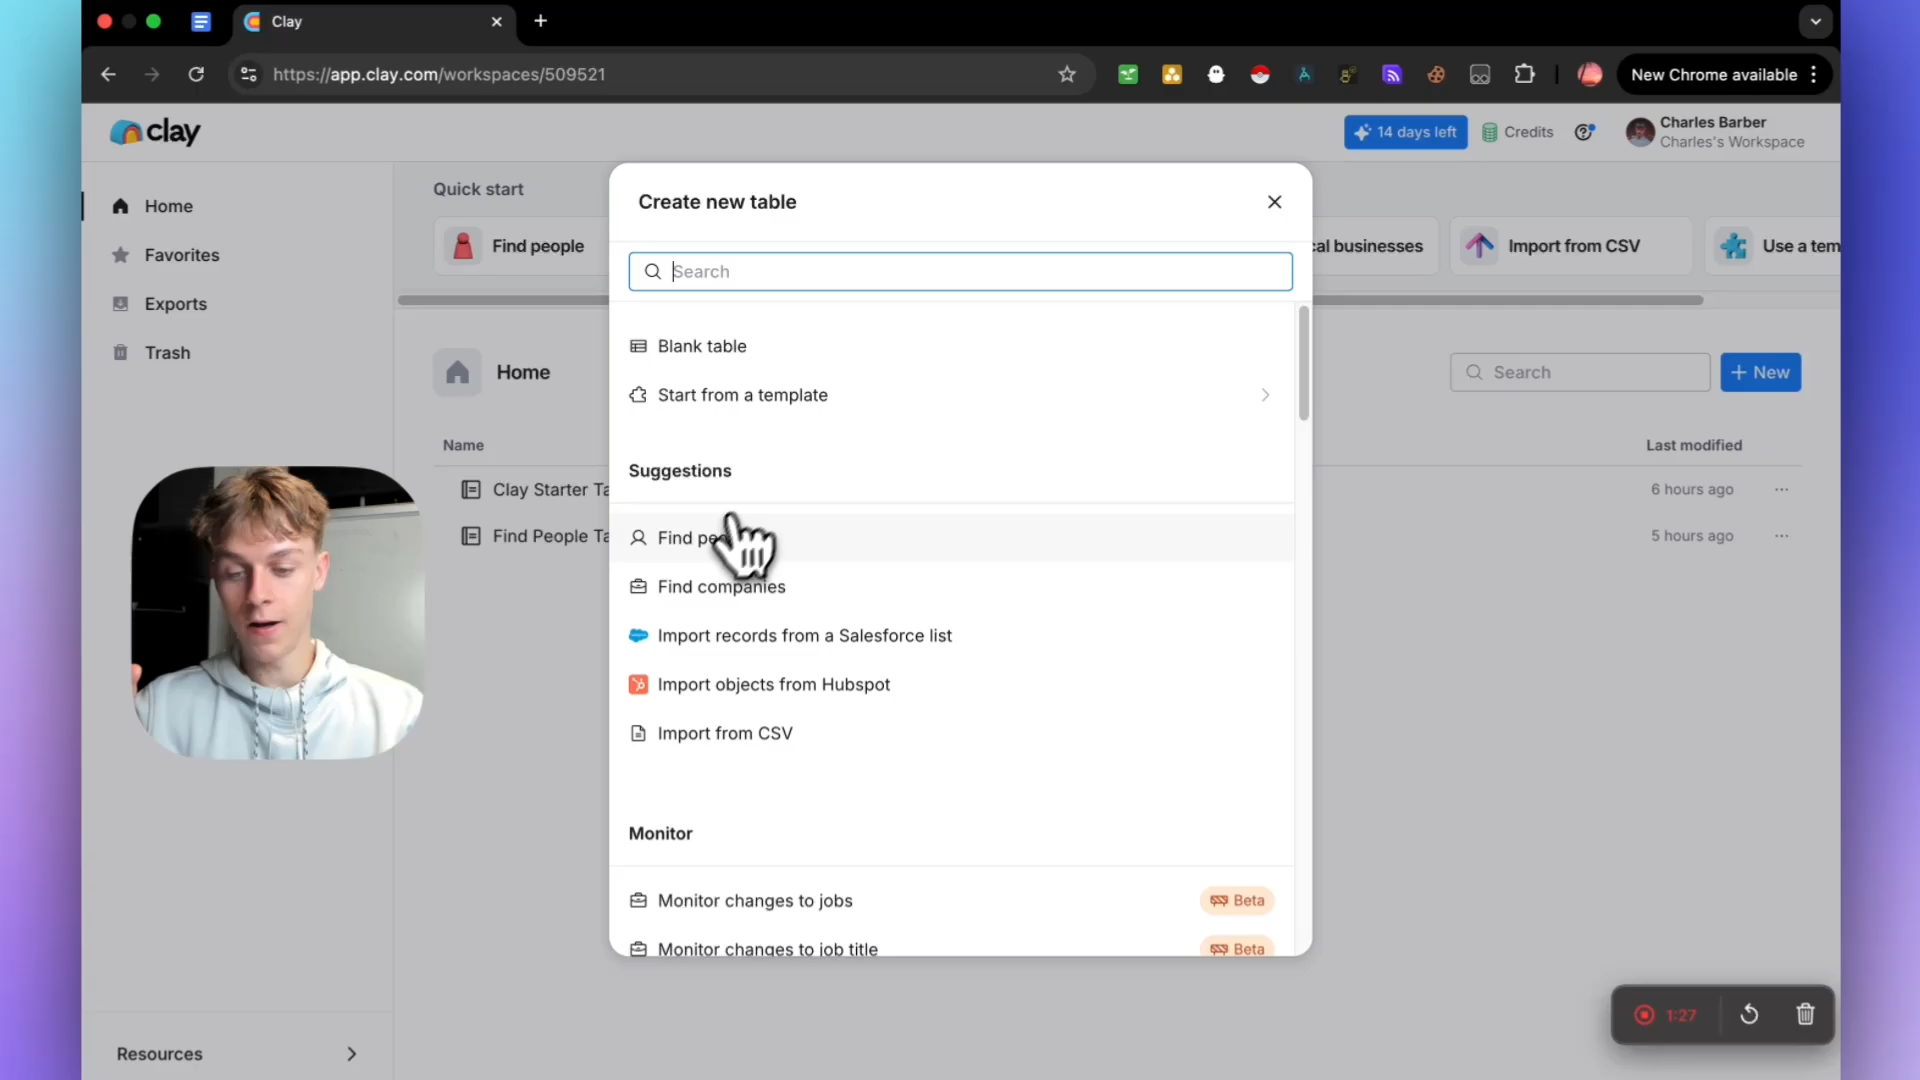 Clay
https://app.clay.com/workspaces/509521
New Chrome available
clay
14 days left
Credits
Charles Barber
Charles's Workspace
Home
Favorites
Exports
Trash
Resources
Quick start
Find people
cal businesses
Import from CSV
Use a tem
Home
Search
+ New
Name
Last modified
Clay Starter Ta
6 hours ago
Find People Ta
5 hours ago
Create new table
Search
Blank table
Start from a template
Suggestions
Find
Find companies
Import records from a Salesforce list
Import objects from Hubspot
Import from CSV
Monitor
Monitor changes to jobs
Beta
Monitor changes to job title
Beta
1:27